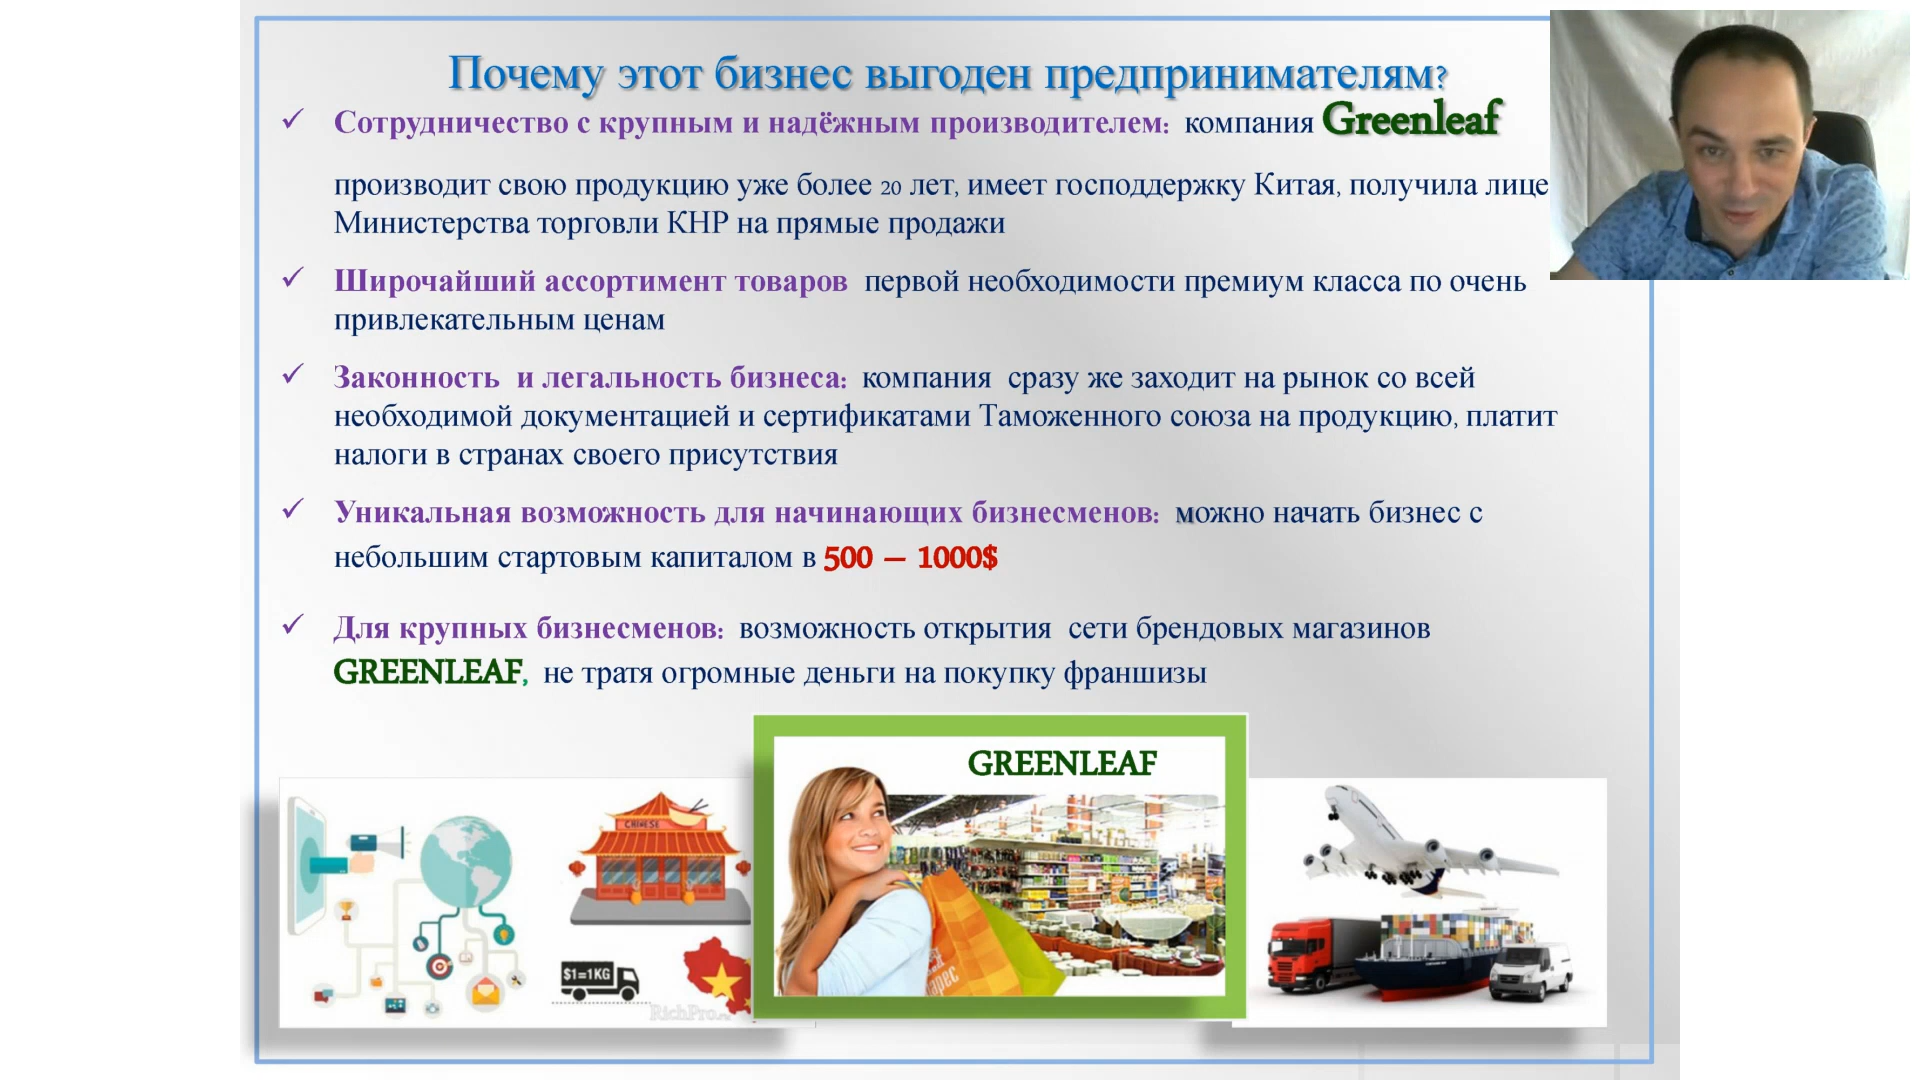 Почему этот бизнес выгоден предпринимателям?
✓ Сотрудничество с крупным и надёжным производителем: компания Greenleaf
производит свою продукцию уже более 20 лет, имеет господдержку Китая, получила лице
Министерства торговли КНР на прямые продажи
✓ Широчайший ассортимент товаров первой необходимости премиум класса по очень
привлекательным ценам
✓ Законность и легальность бизнеса: компания сразу же заходит на рынок со всей
необходимой документацией и сертификатами Таможенного союза на продукцию, платит
налоги в странах своего присутствия
✓ Уникальная возможность для начинающих бизнесменов: можно начать бизнес с
небольшим стартовым капиталом в 500 – 1000$
✓ Для крупных бизнесменов: возможность открытия сети брендовых магазинов
GREENLEAF, не тратя огромные деньги на покупку франшизы
GREENLEAF
CHINESE
$1=1KG